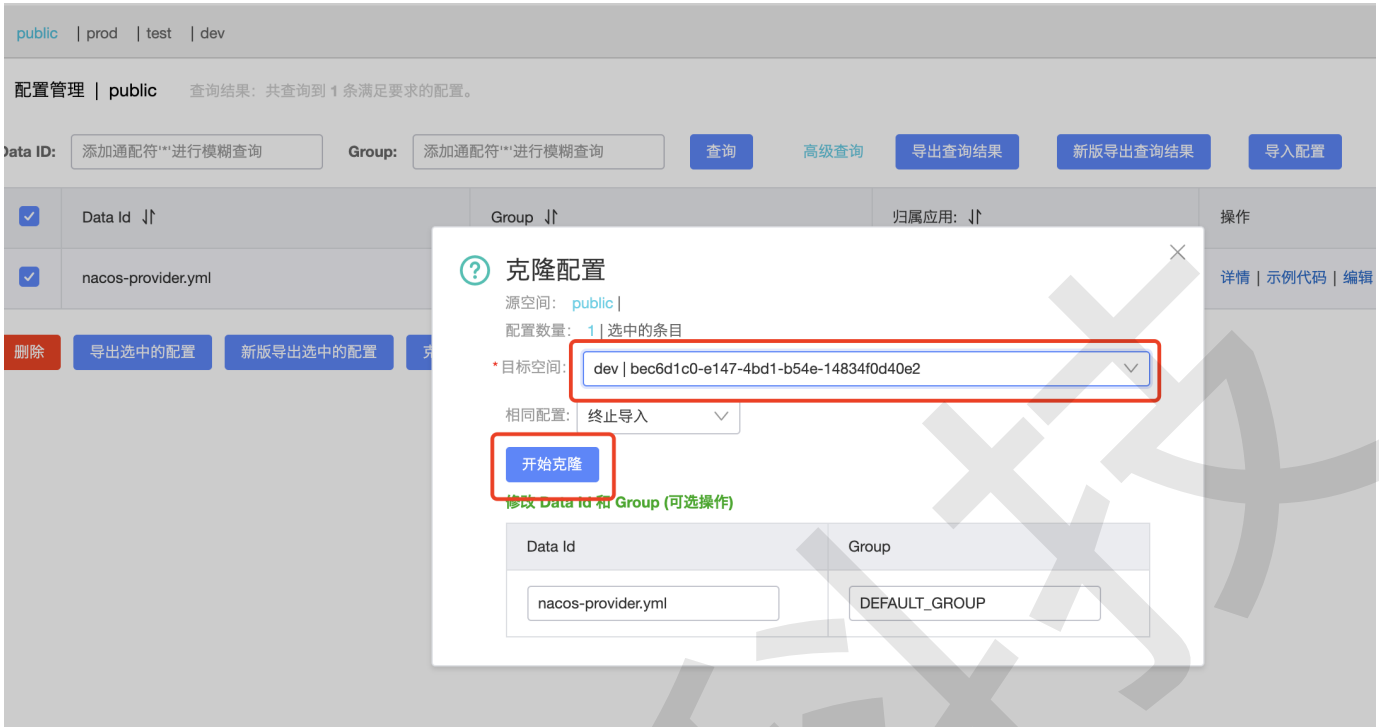 public | prod | test | dev
配置管理 | public 查询结果：共查询到 1 条满足要求的配置。
Data ID: 添加通配符'*'进行模糊查询 Group: 添加通配符'*'进行模糊查询 查询 高级查询 导出查询结果 新版导出查询结果 导入配置
Data Id Group 归属应用: 操作
nacos-provider.yml 详情 | 示例代码 | 编辑
删除 导出选中的配置 新版导出选中的配置
克隆配置
源空间: public |
配置数量: 1 | 选中的条目
*目标空间: dev | bec6d1c0-e147-4bd1-b54e-14834f0d40e2
相同配置: 终止导入
开始克隆
修改 Data Id 和 Group (可选操作)
Data Id Group
nacos-provider.yml DEFAULT_GROUP